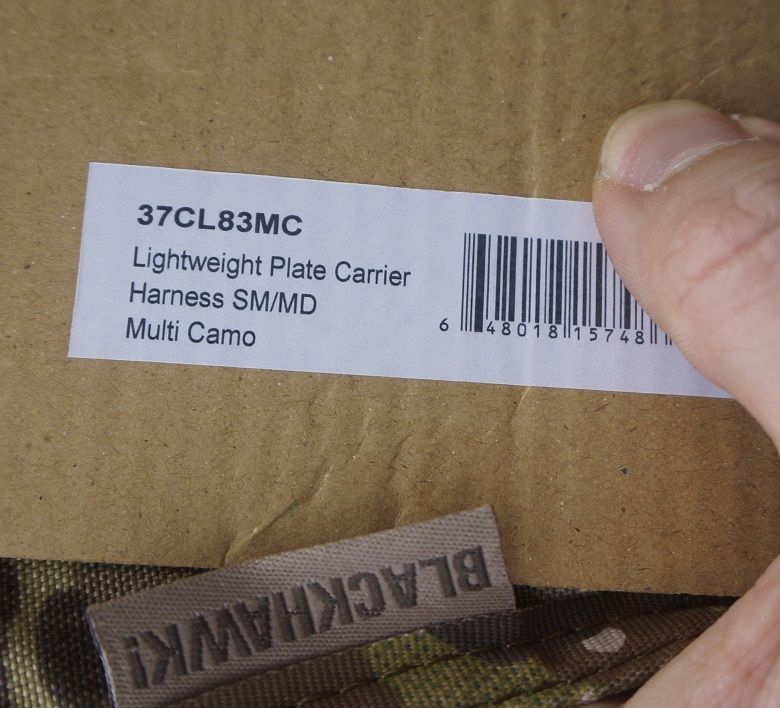 37CL83MC
Lightweight Plate Carrier
Harness SM/MD
Multi Camo
6 48018 15748
BLACKHAWK!